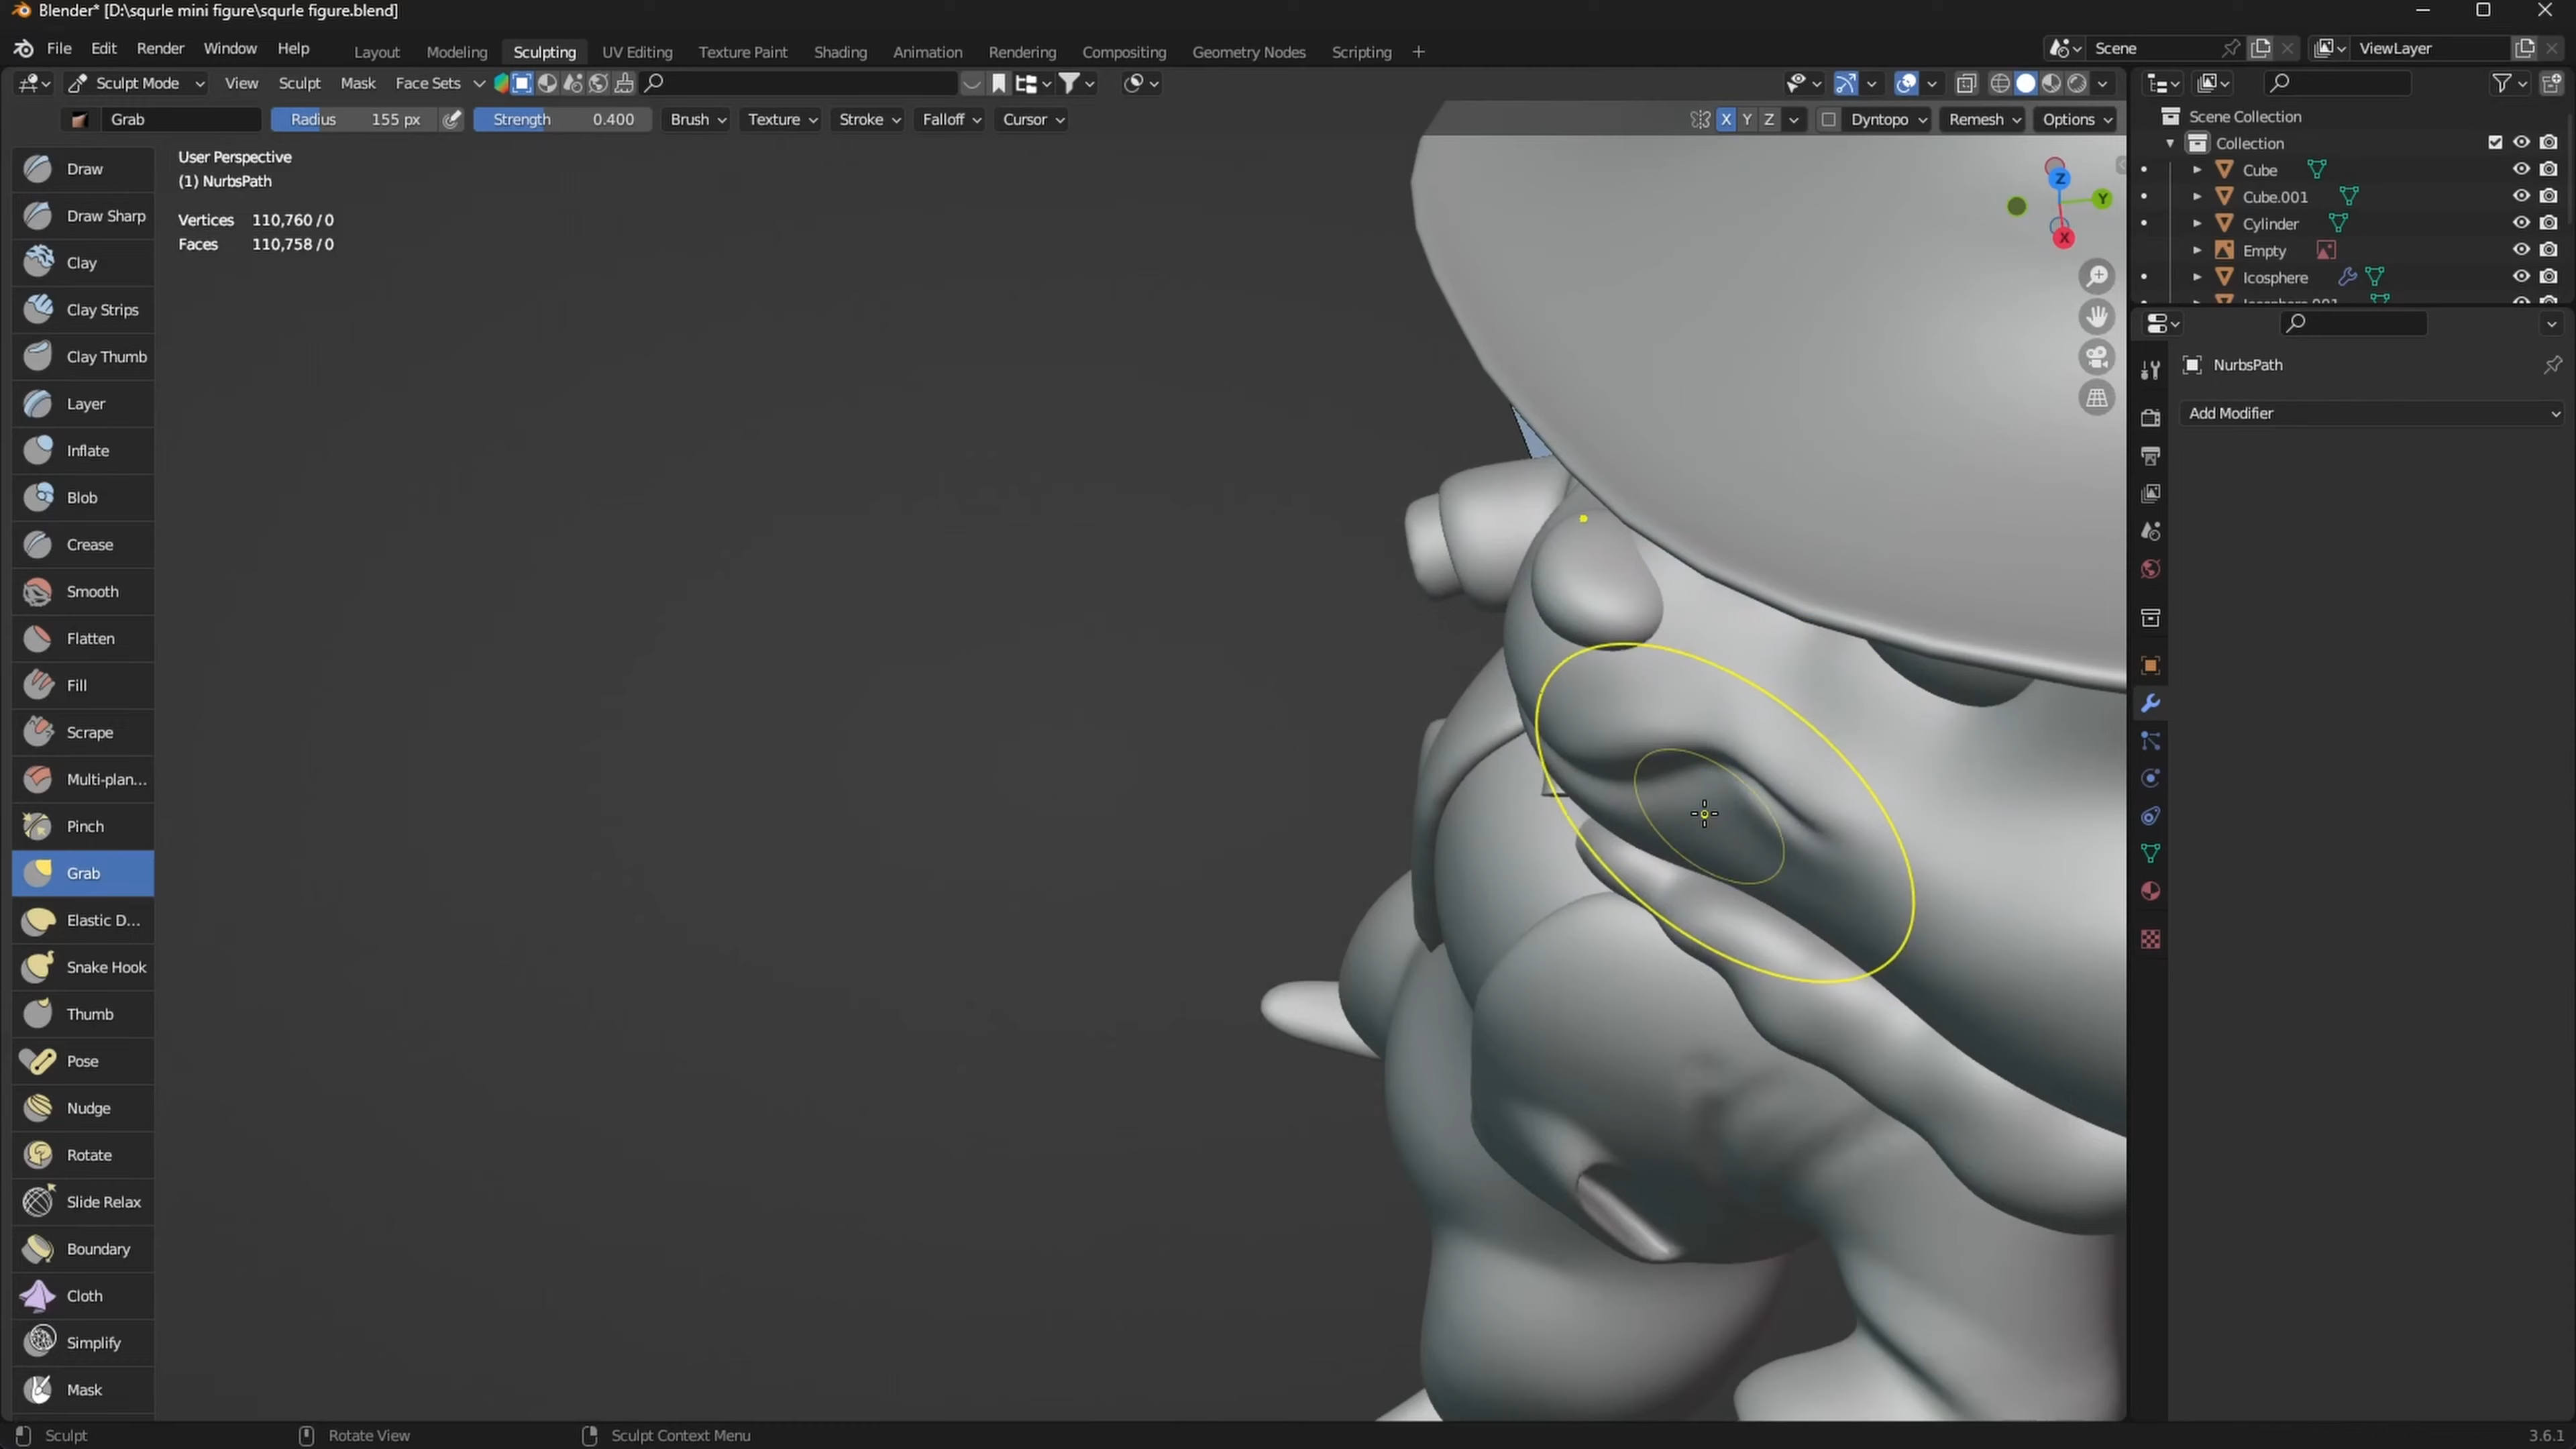 Blender* [D:\squrle mini figure\squrle figure.blend]
File Edit Render Window Help Layout Modeling Sculpting UV Editing Texture Paint Shading Animation Rendering Compositing Geometry Nodes Scripting + Scene ViewLayer
Sculpt Mode View Sculpt Mask Face Sets
Grab Radius 155 px Strength 0.400 Brush Texture Stroke Falloff Cursor X Y Z Dyntopo Remesh Options
User Perspective
(1) NurbsPath
Vertices 110,760 / 0
Faces 110,758 / 0
Draw
Draw Sharp
Clay
Clay Strips
Clay Thumb
Layer
Inflate
Blob
Crease
Smooth
Flatten
Fill
Scrape
Multi-plan...
Pinch
Grab
Elastic D...
Snake Hook
Thumb
Pose
Nudge
Rotate
Slide Relax
Boundary
Cloth
Simplify
Mask
Z
Y
X
Scene Collection
Collection
Cube
Cube.001
Cylinder
Empty
Icosphere
Icosphere.001
NurbsPath
Add Modifier
Sculpt Rotate View Sculpt Context Menu 3.6.1